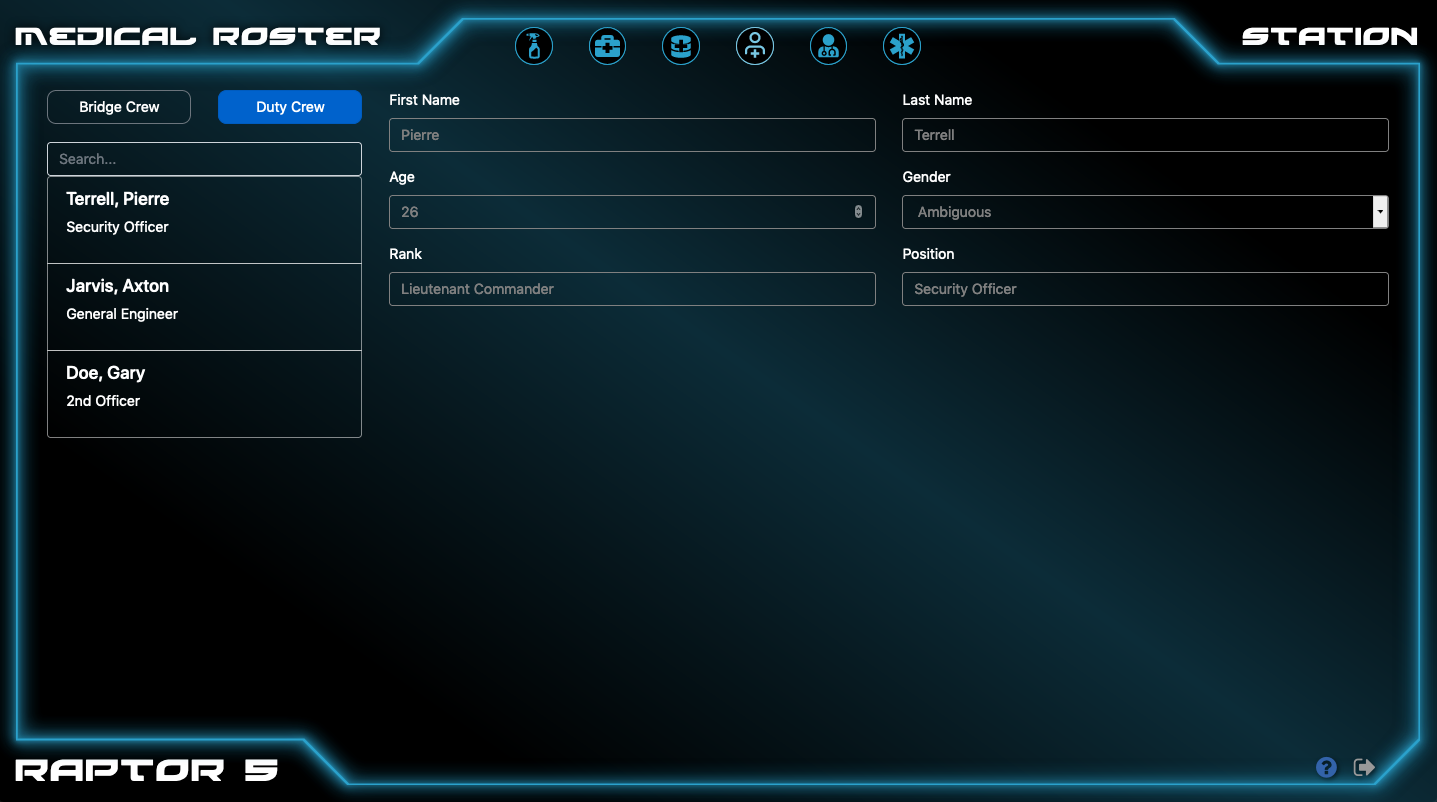 MEDICAL ROSTER
STATION
Bridge Crew
Duty Crew
Search...
Terrell, Pierre
Security Officer
Jarvis, Axton
General Engineer
Doe, Gary
2nd Officer
First Name
Pierre
Last Name
Terrell
Age
26
Gender
Ambiguous
Rank
Lieutenant Commander
Position
Security Officer
RAPTOR 5
?